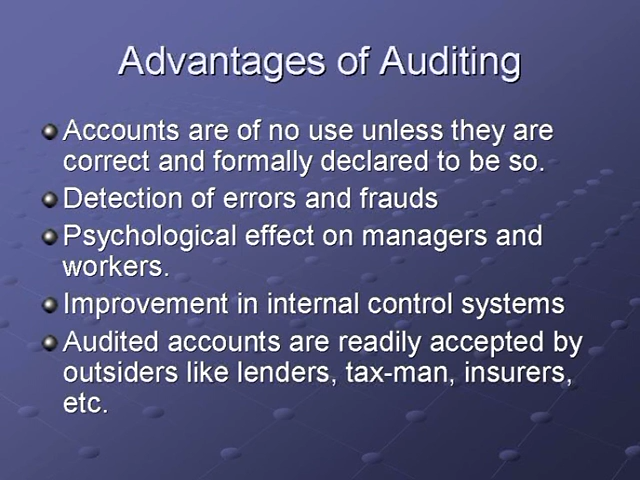 Advantages of Auditing
Accounts are of no use unless they are
correct and formally declared to be so.
Detection of errors and frauds
Psychological effect on managers and
workers.
Improvement in internal control systems
Audited accounts are readily accepted by
outsiders like lenders, tax-man, insurers,
etc.